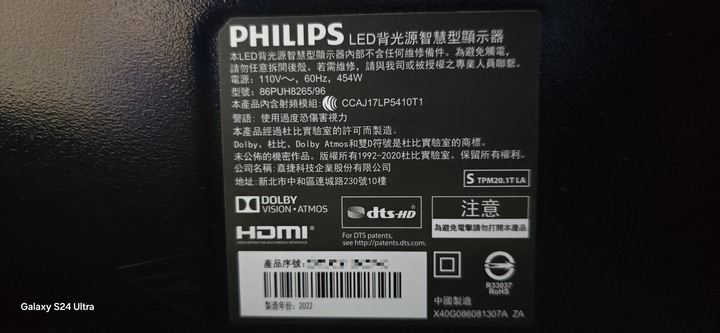 PHILIPS LED背光源智慧型顯示器
本LED背光源智慧型顯示器內部不含任何維修備件。為避免觸電，
請勿任意拆開後殼。若需維修，請與我司或被授權之專業人員聯繫。
電源：110V～，60Hz，454W
型號：86PUH8265/96
本產品內含射頻模組：CCAJ17LP5410T1
警語：使用過度恐傷害視力
本產品經過杜比實驗室的許可而製造。
Dolby、杜比、Dolby Atmos和雙D符號是杜比實驗室的商標。
未公佈的機密作品。版權所有1992-2020杜比實驗室。保留所有權利。
公司名稱：嘉捷科技企業股份有限公司
地址：新北市中和區連城路230號10樓
S TPM20.1T LA
DOLBY
VISION·ATMOS
dts-HD®
For DTS patents,
see http://patents.dts.com.
注意
為避免電擊請勿打開本產品
HDMI®
HIGH-DEFINITION MULTIMEDIA INTERFACE
產品序號：
製造年份：2022
R33037
RoHS
中國製造
X40G086081307A ZA
Galaxy S24 Ultra